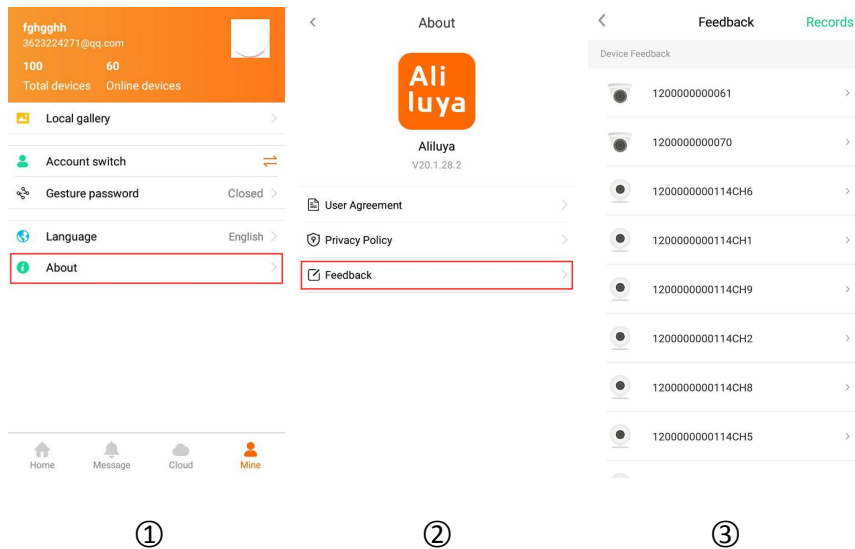 fghgghh
3623224271@qq.com
100 60
Total devices Online devices
Local gallery
Account switch
Gesture password Closed
Language English
About
Home Message Cloud Mine
①
About
Ali
luya
Aliluya
V20.1.28.2
User Agreement
Privacy Policy
Feedback
②
Feedback Records
Device Feedback
1200000000061
1200000000070
1200000000114CH6
1200000000114CH1
1200000000114CH9
1200000000114CH2
1200000000114CH8
1200000000114CH5
③